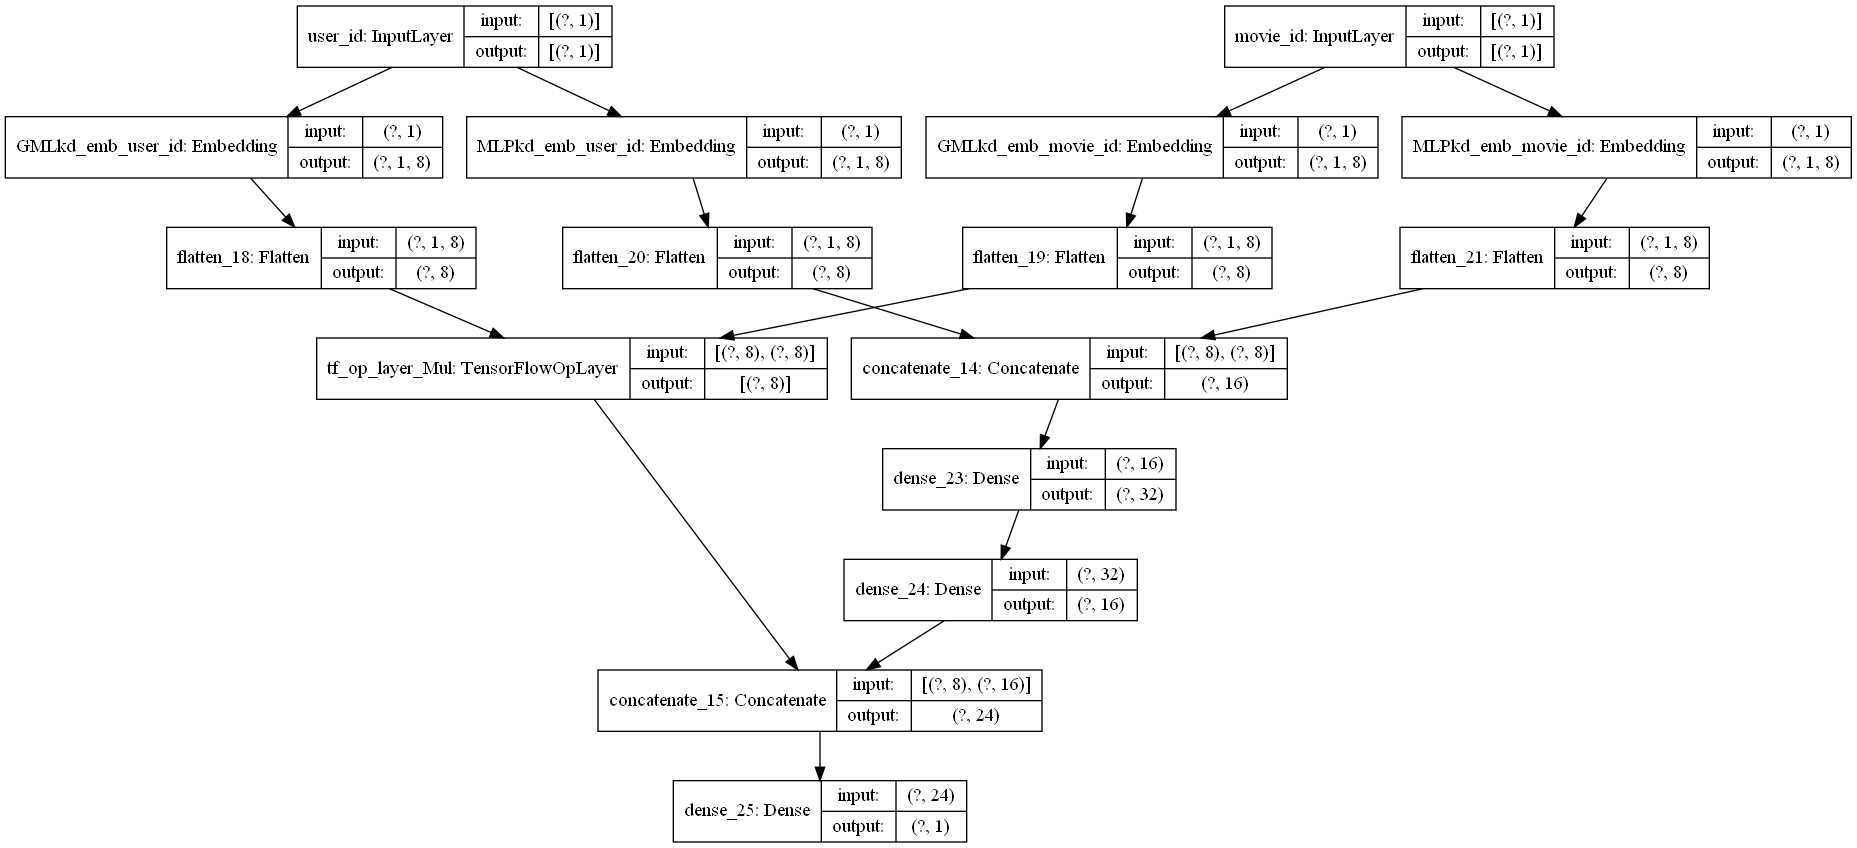 user_id: InputLayer
input: [(?, 1)]
output: [(?, 1)]
movie_id: InputLayer
input: [(?, 1)]
output: [(?, 1)]
GMLkd_emb_user_id: Embedding
input: (?, 1)
output: (?, 1, 8)
MLPkd_emb_user_id: Embedding
input: (?, 1)
output: (?, 1, 8)
GMLkd_emb_movie_id: Embedding
input: (?, 1)
output: (?, 1, 8)
MLPkd_emb_movie_id: Embedding
input: (?, 1)
output: (?, 1, 8)
flatten_18: Flatten
input: (?, 1, 8)
output: (?, 8)
flatten_20: Flatten
input: (?, 1, 8)
output: (?, 8)
flatten_19: Flatten
input: (?, 1, 8)
output: (?, 8)
flatten_21: Flatten
input: (?, 1, 8)
output: (?, 8)
tf_op_layer_Mul: TensorFlowOpLayer
input: [(?, 8), (?, 8)]
output: [(?, 8)]
concatenate_14: Concatenate
input: [(?, 8), (?, 8)]
output: (?, 16)
dense_23: Dense
input: (?, 16)
output: (?, 32)
dense_24: Dense
input: (?, 32)
output: (?, 16)
concatenate_15: Concatenate
input: [(?, 8), (?, 16)]
output: (?, 24)
dense_25: Dense
input: (?, 24)
output: (?, 1)